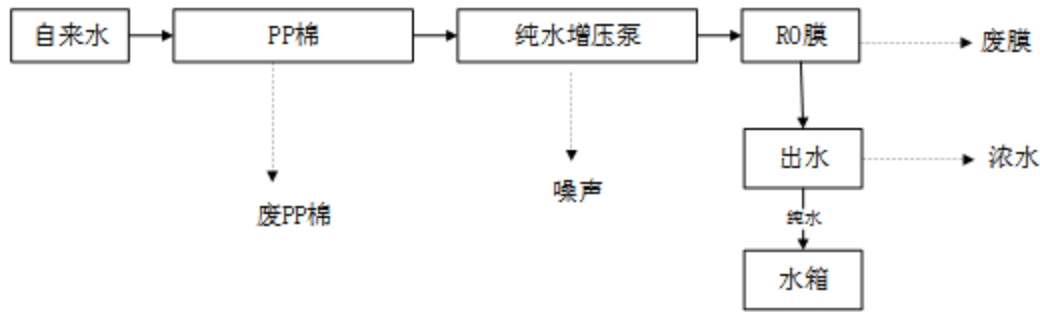 自来水
PP棉
纯水增压泵
RO膜
废膜
出水
浓水
噪声
废PP棉
纯水
水箱